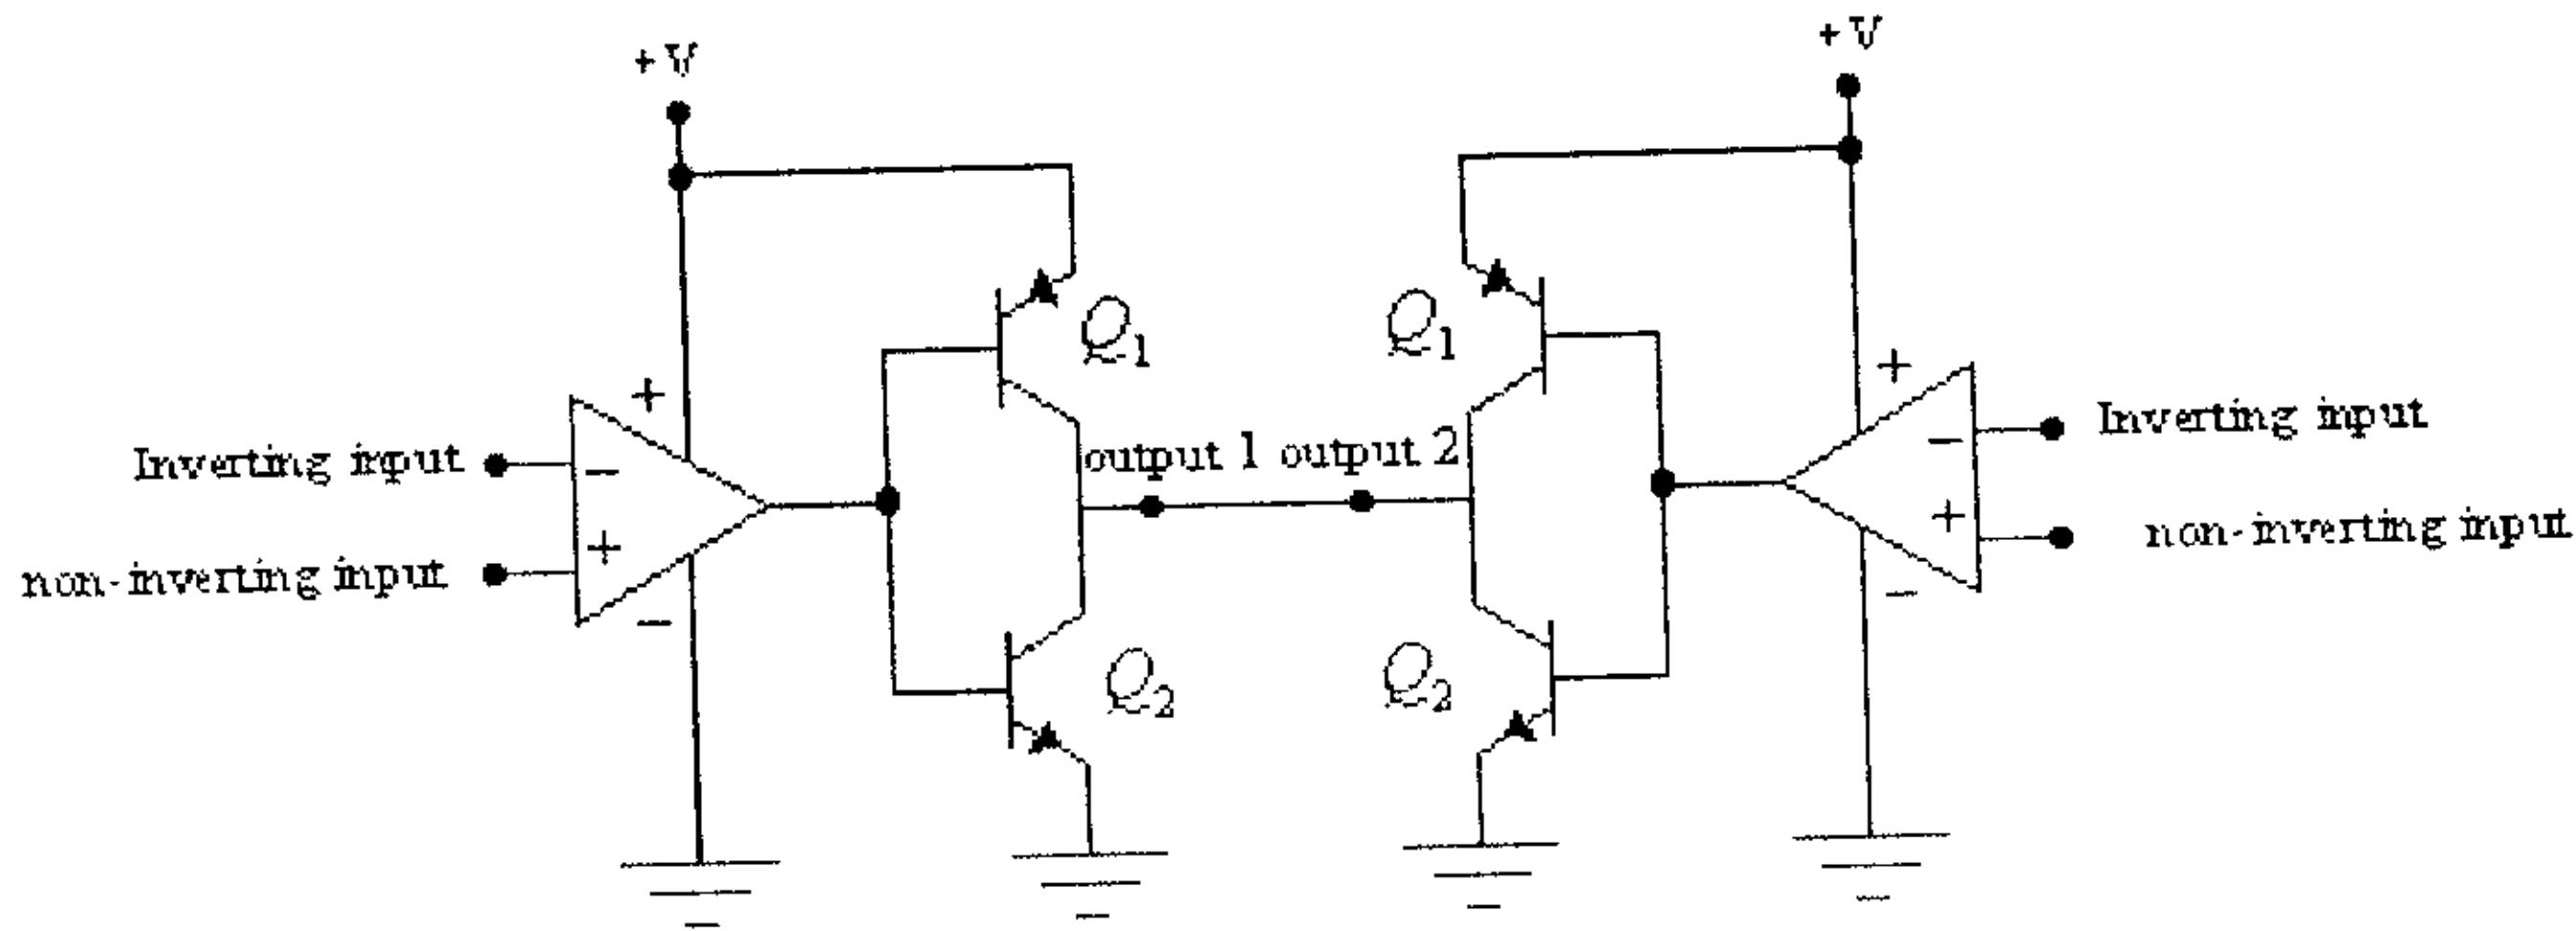 +V
+V
Q1
Q1
+
+
Inverting input
−
output 1
output 2
−
Inverting input
non-inverting input
+
+
non-inverting input
−
−
Q2
Q2